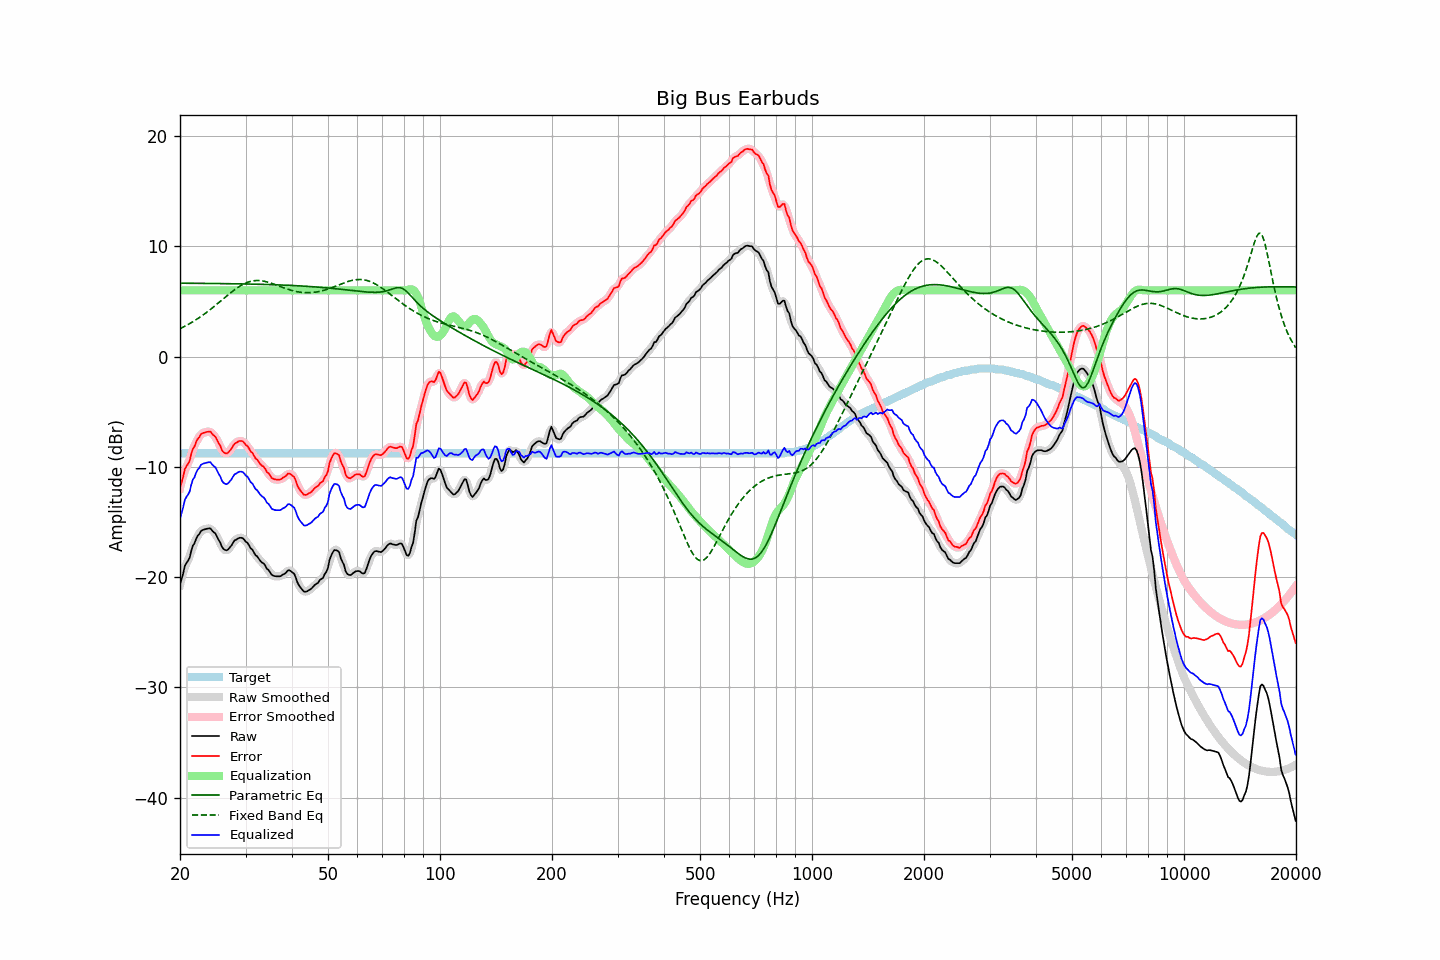 Big Bus Earbuds
Amplitude (dBr)
20
10
0
−10
−20
−30
−40
Target
Raw Smoothed
Error Smoothed
Raw
Error
Equalization
Parametric Eq
Fixed Band Eq
Equalized
20 50 100 200 500 1000 2000 5000 10000 20000
Frequency (Hz)